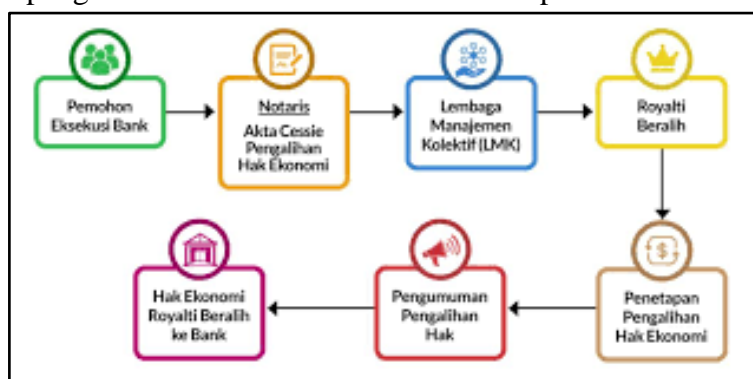 Pemohon
Eksekusi Bank
Notaris
Akta Cessie
Pengalihan
Hak Ekonomi
Lembaga
Manajemen
Kolektif (LMK)
Royalti
Beralih
Penetapan
Pengalihan
Hak Ekonomi
Pengumuman
Pengalihan
Hak
Hak Ekonomi
Royalti Beralih
ke Bank